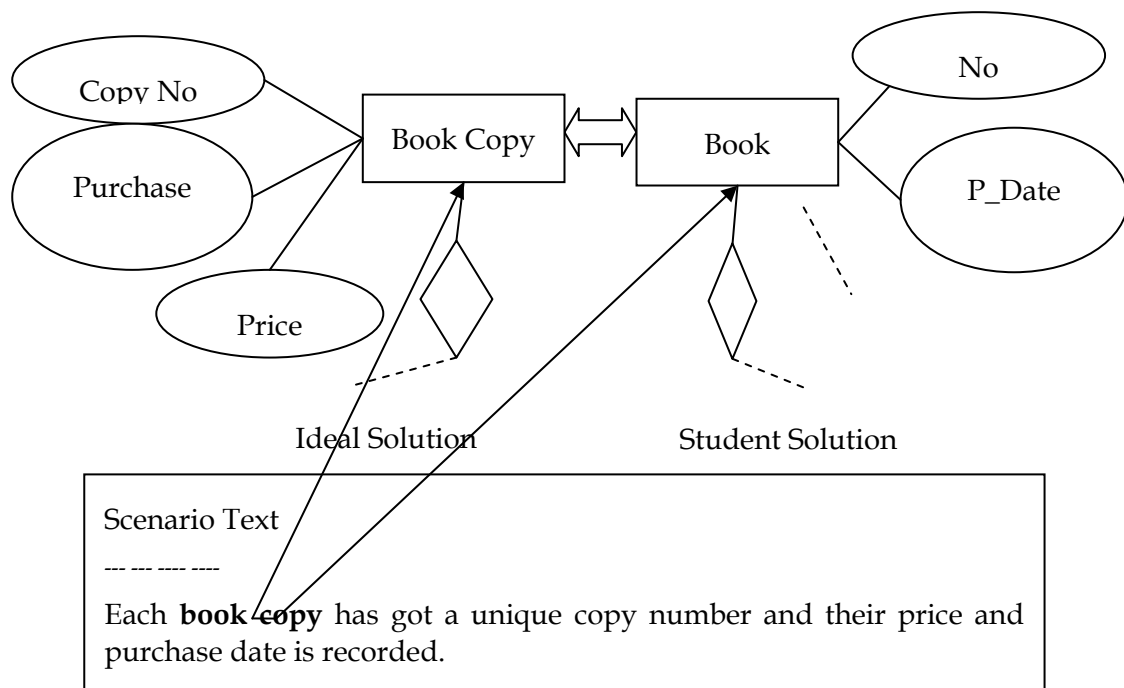 Copy No
Purchase
Price
Book Copy
Book
No
P_Date
Ideal Solution
Student Solution
Scenario Text
--- --- ---- ----
Each book copy has got a unique copy number and their price and
purchase date is recorded.